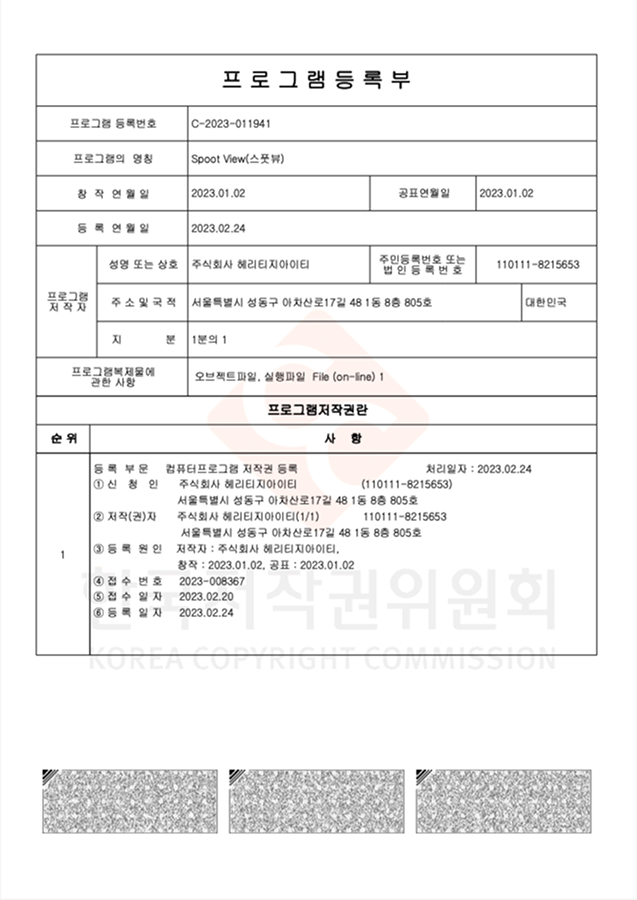 프로그램등록부
프로그램 등록번호 C-2023-011941
프로그램의 명칭 Spoot View(스풋뷰)
창 작 연 월 일 2023.01.02 공표연월일 2023.01.02
등 록 연 월 일 2023.02.24
프로그램 저 작 자
성명 또는 상호 주식회사 헤리티지아이티 주민등록번호 또는 법 인 등 록 번 호 110111-8215653
주 소 및 국 적 서울특별시 성동구 아차산로17길 48 1동 8층 805호 대한민국
지 분 1분의 1
프로그램복제물에 관한 사항 오브젝트파일, 실행파일 File (on-line) 1
프로그램저작권란
순 위 사 항
1
등 록 부 문 컴퓨터프로그램 저작권 등록 처리일자 : 2023.02.24
① 신 청 인 주식회사 헤리티지아이티 (110111-8215653)
서울특별시 성동구 아차산로17길 48 1동 8층 805호
② 저작(권)자 주식회사 헤리티지아이티(1/1) 110111-8215653
서울특별시 성동구 아차산로17길 48 1동 8층 805호
③ 등 록 원 인 저작자 : 주식회사 헤리티지아이티,
창작 : 2023.01.02, 공표 : 2023.01.02
④ 접 수 번 호 2023-008367
⑤ 접 수 일 자 2023.02.20
⑥ 등 록 일 자 2023.02.24
한국저작권위원회
KOREA COPYRIGHT COMMISSION